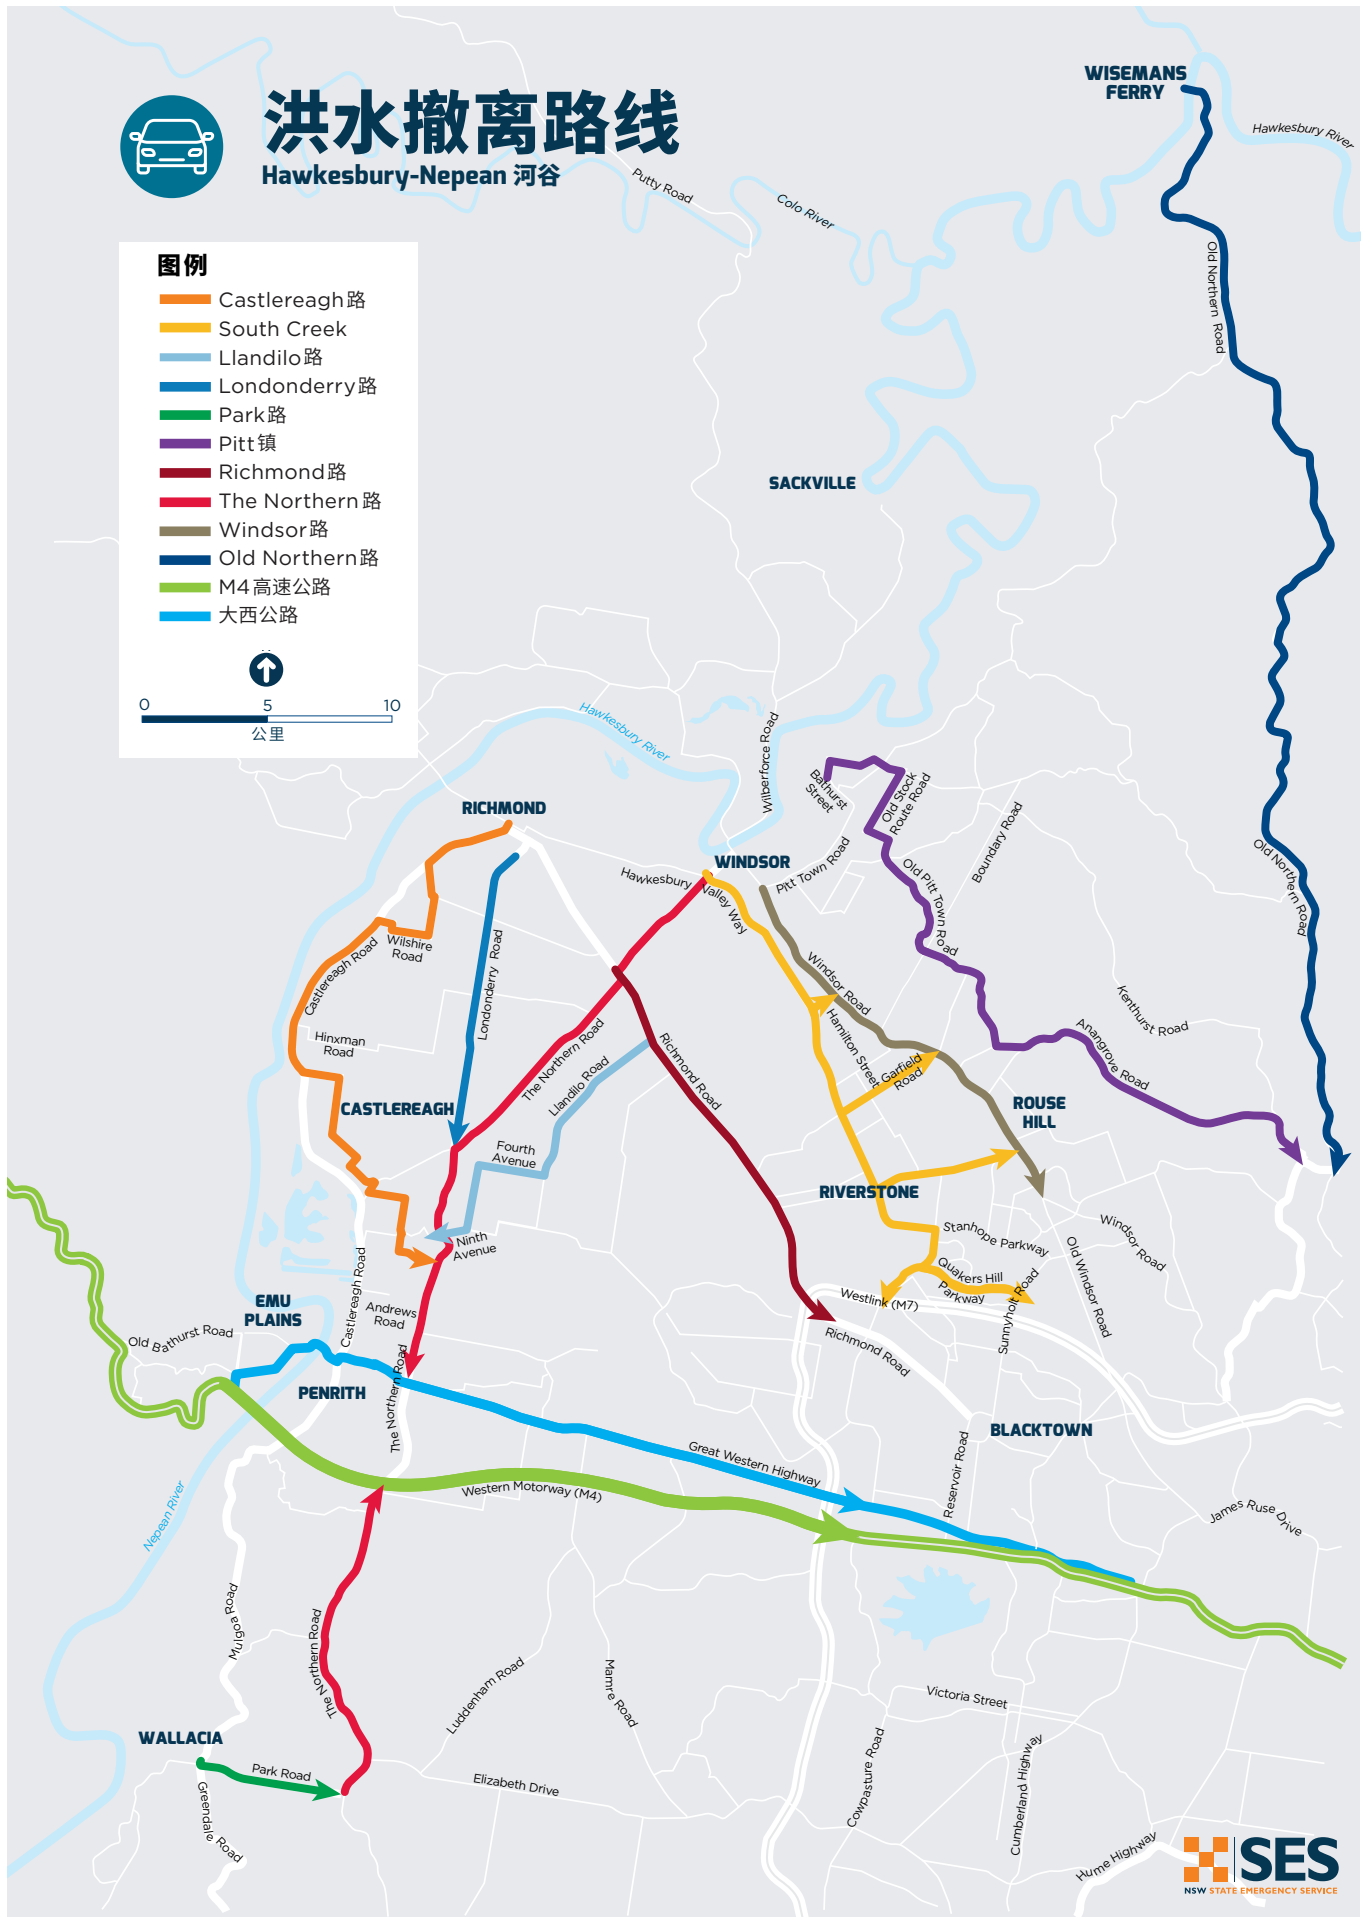 洪水撤离路线
Hawkesbury-Nepean 河谷
图例
Castlereagh路
South Creek
Llandilo路
Londonderry路
Park路
Pitt镇
Richmond路
The Northern路
Windsor路
Old Northern路
M4高速公路
大西公路
0 5 10
公里
WISEMANS
FERRY
Hawkesbury River
Putty Road
Colo River
Old Northern Road
SACKVILLE
Hawkesbury River
Wilberforce Road
Bathurst
Street
Old Stock
Route Road
RICHMOND
WINDSOR
Boundary Road
Pitt Town Road
Old Northern Road
Hawkesbury Valley Way
Old Pitt Town Road
Wilshire
Road
Castlereagh Road
Londonderry Road
Windsor Road
Kenthurst Road
Hinxman
Road
The Northern Road
Hamilton Street
Anangrove Road
Richmond Road
Llandilo Road
Garfield
Road
CASTLEREAGH
ROUSE
HILL
Fourth
Avenue
RIVERSTONE
Ninth
Avenue
Stanhope Parkway
Windsor Road
Old Windsor Road
Quakers Hill
Parkway
Castlereagh Road
EMU
PLAINS
Andrews
Road
Westlink (M7)
Sunnyholt Road
Old Bathurst Road
Richmond Road
PENRITH
The Northern Road
BLACKTOWN
Great Western Highway
Reservoir Road
Western Motorway (M4)
James Ruse Drive
Nepean River
Mulgoa Road
The Northern Road
Luddenham Road
Mamre Road
Victoria Street
WALLACIA
Park Road
Elizabeth Drive
Cowpasture Road
Cumberland Highway
Greendale Road
Hume Highway
SES
NSW STATE EMERGENCY SERVICE